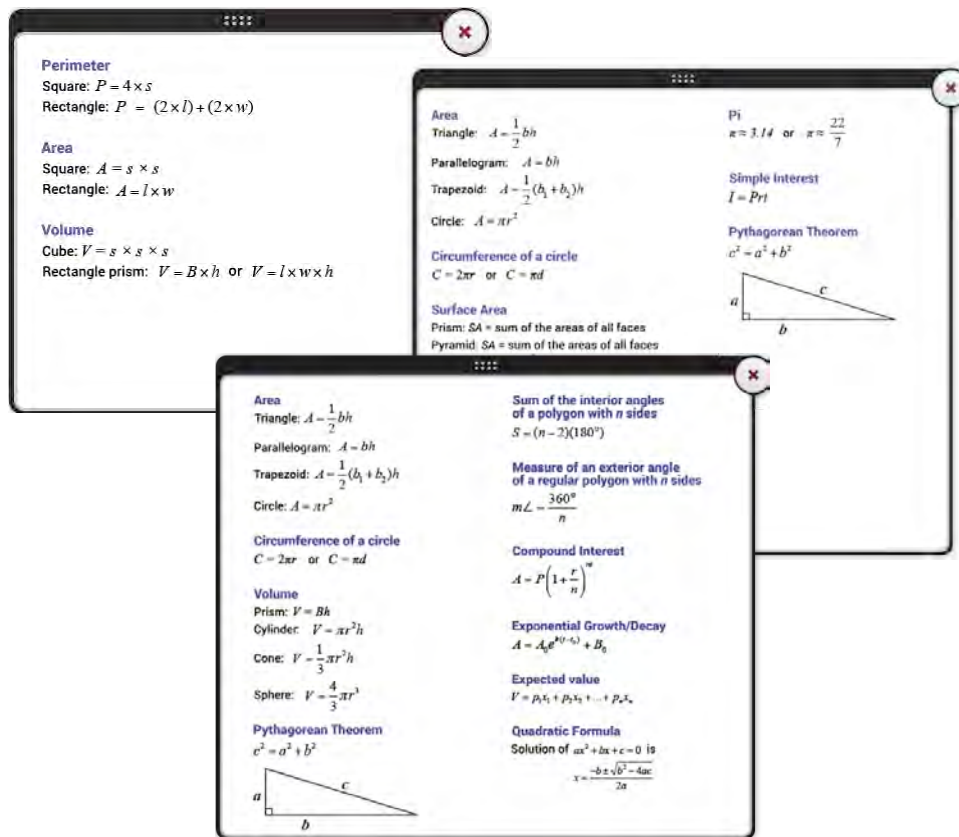 Perimeter
Square: P = 4 × s
Rectangle: P = (2 × l) + (2 × w)
Area
Square: A = s × s
Rectangle: A = l × w
Volume
Cube: V = s × s × s
Rectangle prism: V = B × h or V = l × w × h
Area
Triangle: A = 1/2 bh
Parallelogram: A = bh
Trapezoid: A = 1/2 (b₁ + b₂)h
Circle: A = πr²
Circumference of a circle
C = 2πr or C = πd
Surface Area
Prism: SA = sum of the areas of all faces
Pyramid: SA = sum of the areas of all faces
Pi
π ≈ 3.14 or π ≈ 22/7
Simple Interest
I = Prt
Pythagorean Theorem
c² = a² + b²
a
c
b
Area
Triangle: A = 1/2 bh
Parallelogram: A = bh
Trapezoid: A = 1/2 (b₁ + b₂)h
Circle: A = πr²
Circumference of a circle
C = 2πr or C = πd
Volume
Prism: V = Bh
Cylinder: V = πr²h
Cone: V = 1/3 πr²h
Sphere: V = 4/3 πr³
Pythagorean Theorem
c² = a² + b²
a
c
b
Sum of the interior angles
of a polygon with n sides
S = (n − 2)(180°)
Measure of an exterior angle
of a regular polygon with n sides
m∠ = 360°/n
Compound Interest
A = P(1 + r/n)ⁿᵗ
Exponential Growth/Decay
A = A₀e^(k(t−t₀)) + B₀
Expected value
V = p₁x₁ + p₂x₂ + ... + pₙxₙ
Quadratic Formula
Solution of ax² + bx + c = 0 is
x = (−b ± √(b² − 4ac))/2a